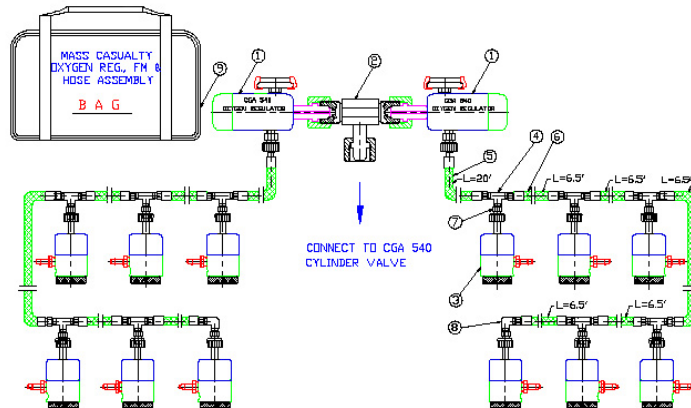 MASS CASUALTY
OXYGEN REG., FM &
HOSE ASSEMBLY
B A G
9
1
2
1
CGA 540
OXYGEN REGULATOR
CGA 540
OXYGEN REGULATOR
5
4
6
L=20'
L=6.5'
L=6.5'
L=6.5'
7
CONNECT TO CGA 540
CYLINDER VALVE
3
8
L=6.5'
L=6.5'